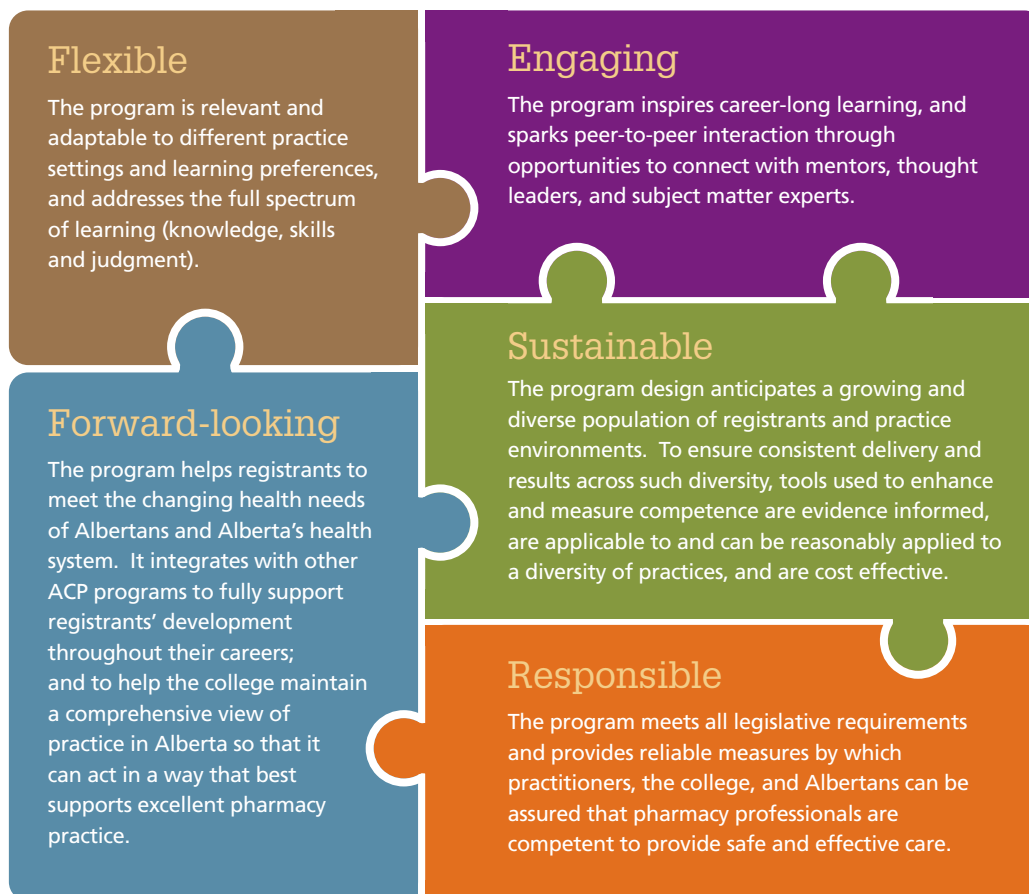 Flexible
The program is relevant and
adaptable to different practice
settings and learning preferences,
and addresses the full spectrum
of learning (knowledge, skills
and judgment).
Engaging
The program inspires career-long learning, and
sparks peer-to-peer interaction through
opportunities to connect with mentors, thought
leaders, and subject matter experts.
Forward-looking
The program helps registrants to
meet the changing health needs
of Albertans and Alberta’s health
system.  It integrates with other
ACP programs to fully support
registrants’ development
throughout their careers;
and to help the college maintain
a comprehensive view of
practice in Alberta so that it
can act in a way that best
supports excellent pharmacy
practice.
Sustainable
The program design anticipates a growing and
diverse population of registrants and practice
environments.  To ensure consistent delivery and
results across such diversity, tools used to enhance
and measure competence are evidence informed,
are applicable to and can be reasonably applied to
a diversity of practices, and are cost effective.
Responsible
The program meets all legislative requirements
and provides reliable measures by which
practitioners, the college, and Albertans can be
assured that pharmacy professionals are
competent to provide safe and effective care.